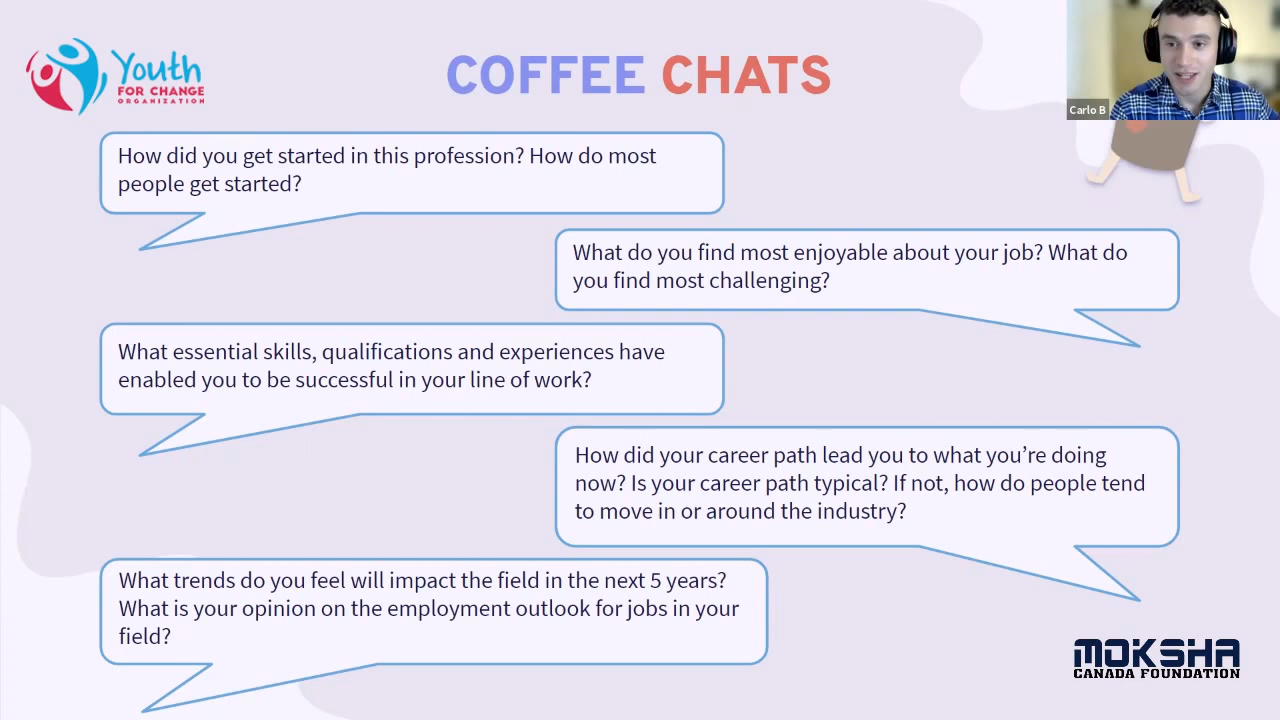 Youth
FOR CHANGE
ORGANIZATION
COFFEE CHATS
Carlo B
How did you get started in this profession? How do most
people get started?
What do you find most enjoyable about your job? What do
you find most challenging?
What essential skills, qualifications and experiences have
enabled you to be successful in your line of work?
How did your career path lead you to what you’re doing
now? Is your career path typical? If not, how do people tend
to move in or around the industry?
What trends do you feel will impact the field in the next 5 years?
What is your opinion on the employment outlook for jobs in your
field?
MOKSHA
CANADA FOUNDATION